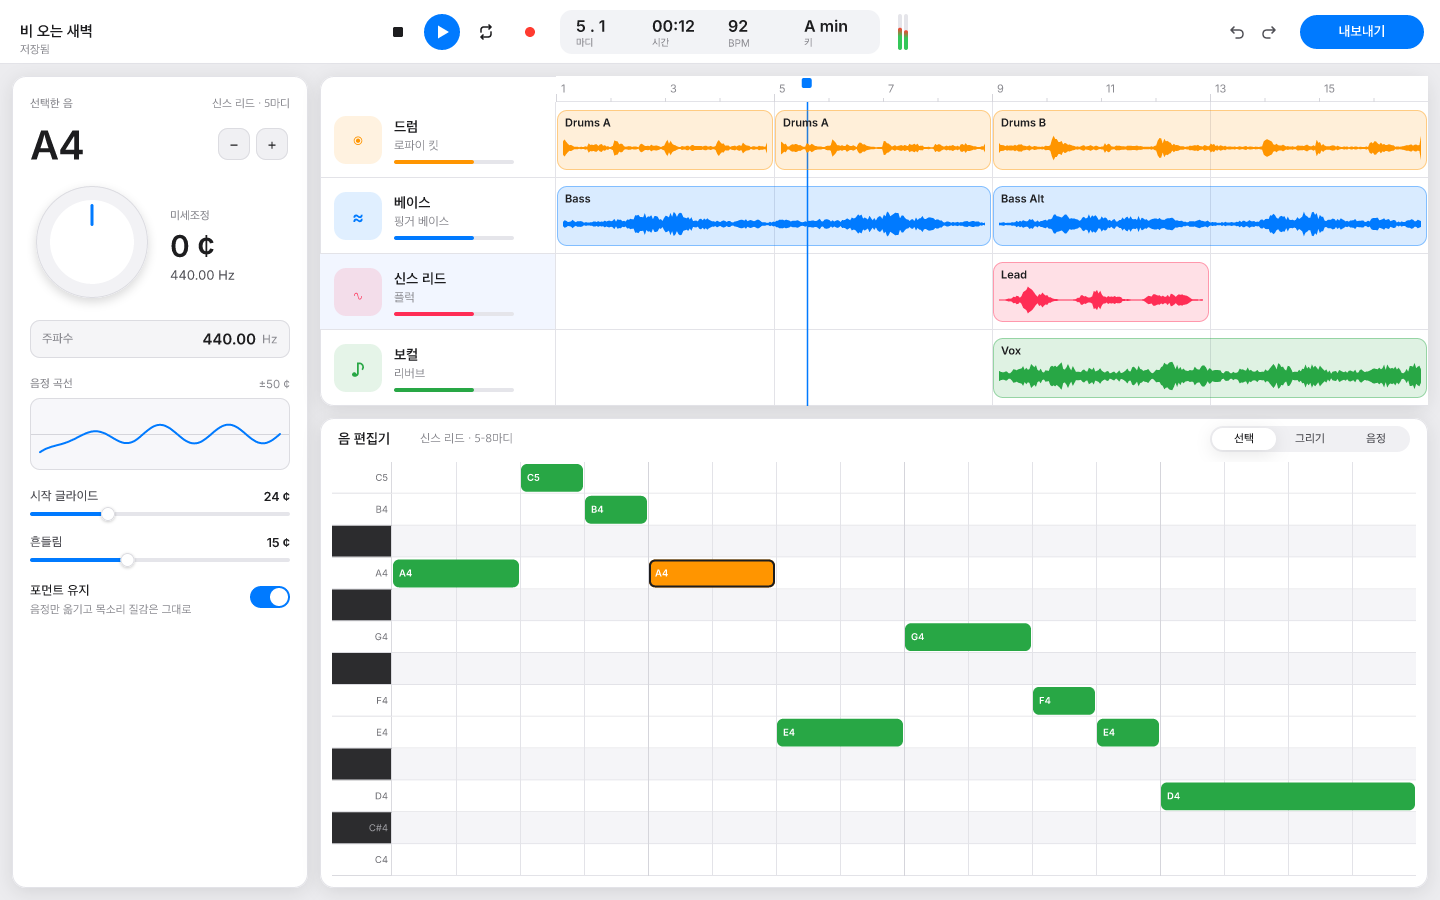 비 오는 새벽
저장됨
5 . 1
마디
00:12
시간
92
BPM
A min
키
내보내기
선택한 음
신스 리드 · 5마디
A4
−
+
미세조정
0 ¢
440.00 Hz
주파수
440.00 Hz
음정 곡선
±50 ¢
시작 글라이드
24 ¢
흔들림
15 ¢
포먼트 유지
음정만 옮기고 목소리 질감은 그대로
1 3 5 7 9 11 13 15
드럼
로파이 킷
Drums A
Drums A
Drums B
베이스
핑거 베이스
Bass
Bass Alt
신스 리드
플럭
Lead
보컬
리버브
Vox
음 편집기
신스 리드 · 5-8마디
선택
그리기
음정
C5
C5
B4
B4
A4
A4
A4
G4
G4
F4
F4
E4
E4
E4
D4
D4
C#4
C4